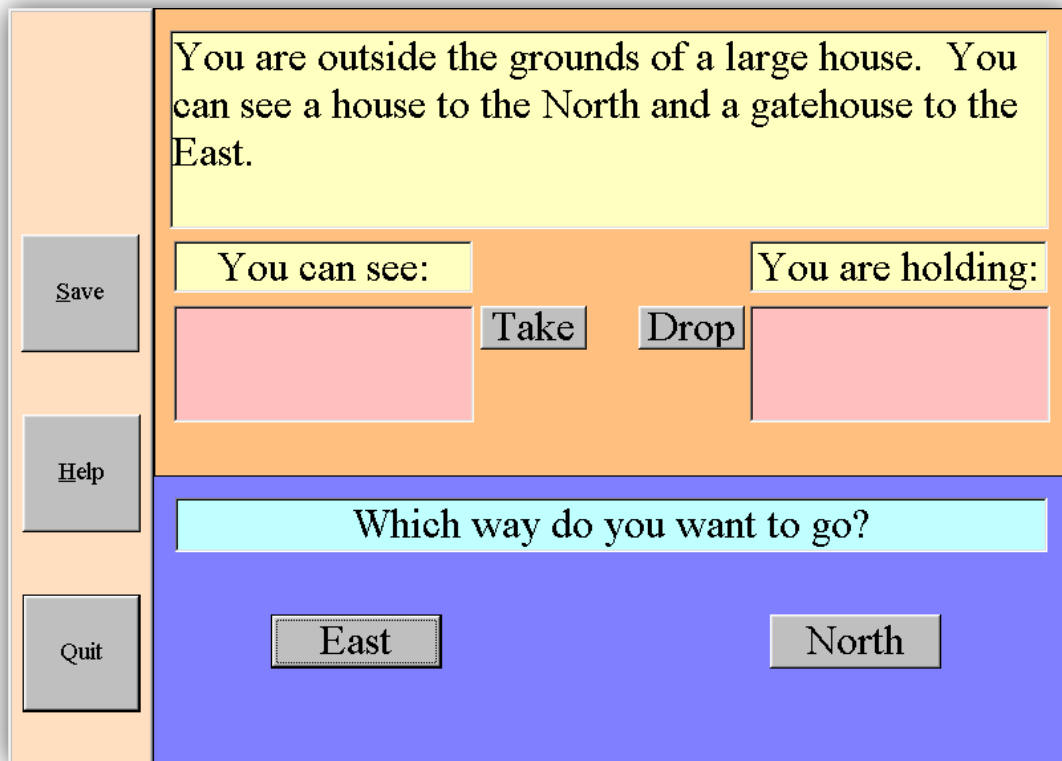 You are outside the grounds of a large house.  You
can see a house to the North and a gatehouse to the
East.
You can see:
You are holding:
Take
Drop
Save
Help
Quit
Which way do you want to go?
East
North